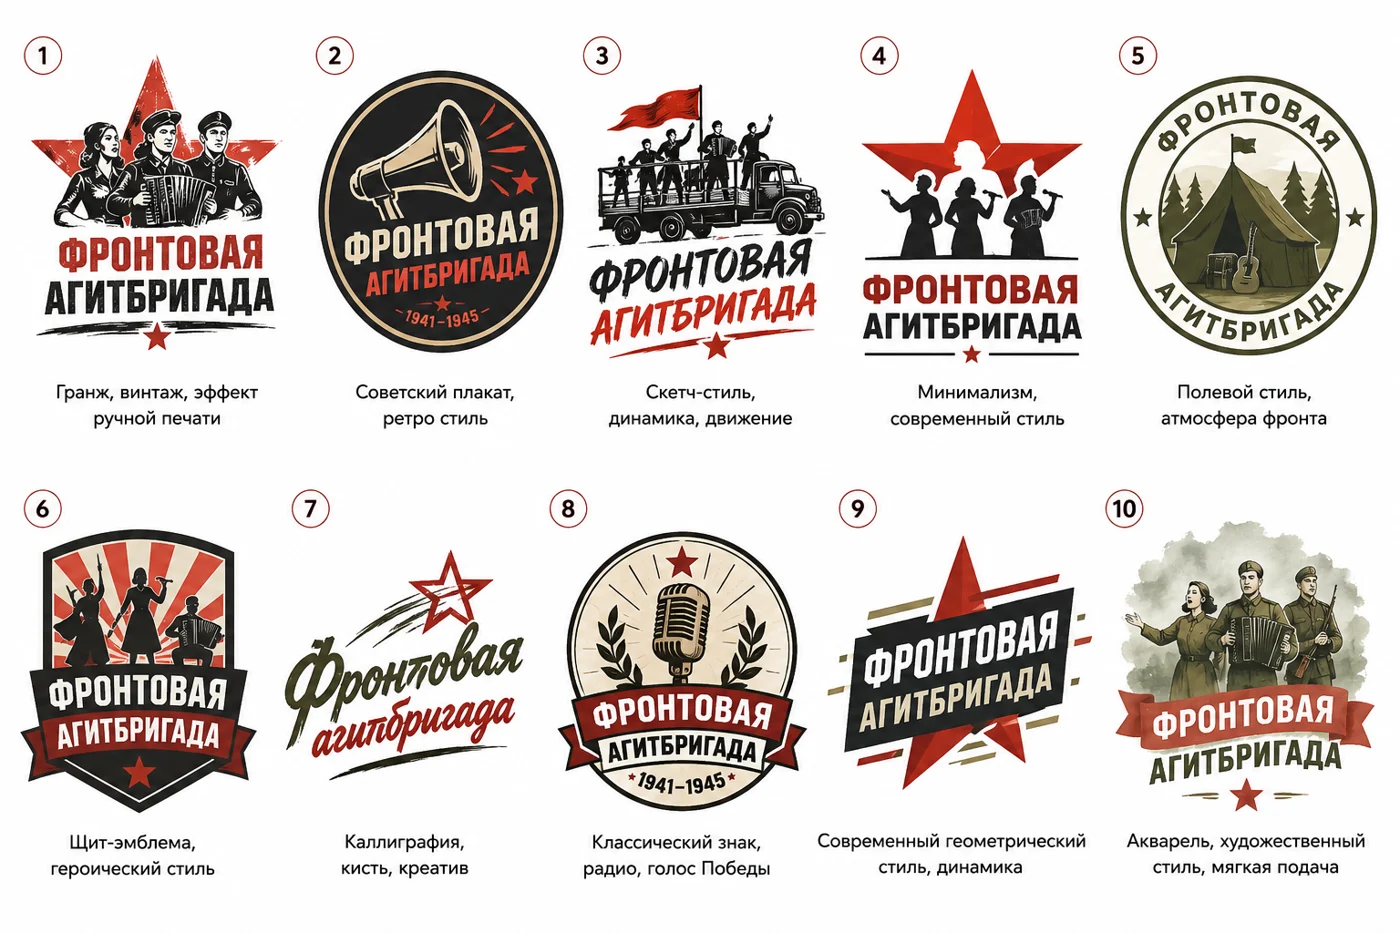 1
ФРОНТОВАЯ
АГИТБРИГАДА
Гранж, винтаж, эффект
ручной печати
2
ФРОНТОВАЯ
АГИТБРИГАДА
1941–1945
Советский плакат,
ретро стиль
3
ФРОНТОВАЯ
АГИТБРИГАДА
Скетч-стиль,
динамика, движение
4
ФРОНТОВАЯ
АГИТБРИГАДА
Минимализм,
современный стиль
5
ФРОНТОВАЯ
АГИТБРИГАДА
Полевой стиль,
атмосфера фронта
6
ФРОНТОВАЯ
АГИТБРИГАДА
Щит-эмблема,
героический стиль
7
Фронтовая
агитбригада
Каллиграфия,
кисть, креатив
8
ФРОНТОВАЯ
АГИТБРИГАДА
1941–1945
Классический знак,
радио, голос Победы
9
ФРОНТОВАЯ
АГИТБРИГАДА
Современный геометрический
стиль, динамика
10
ФРОНТОВАЯ
АГИТБРИГАДА
Акварель, художественный
стиль, мягкая подача